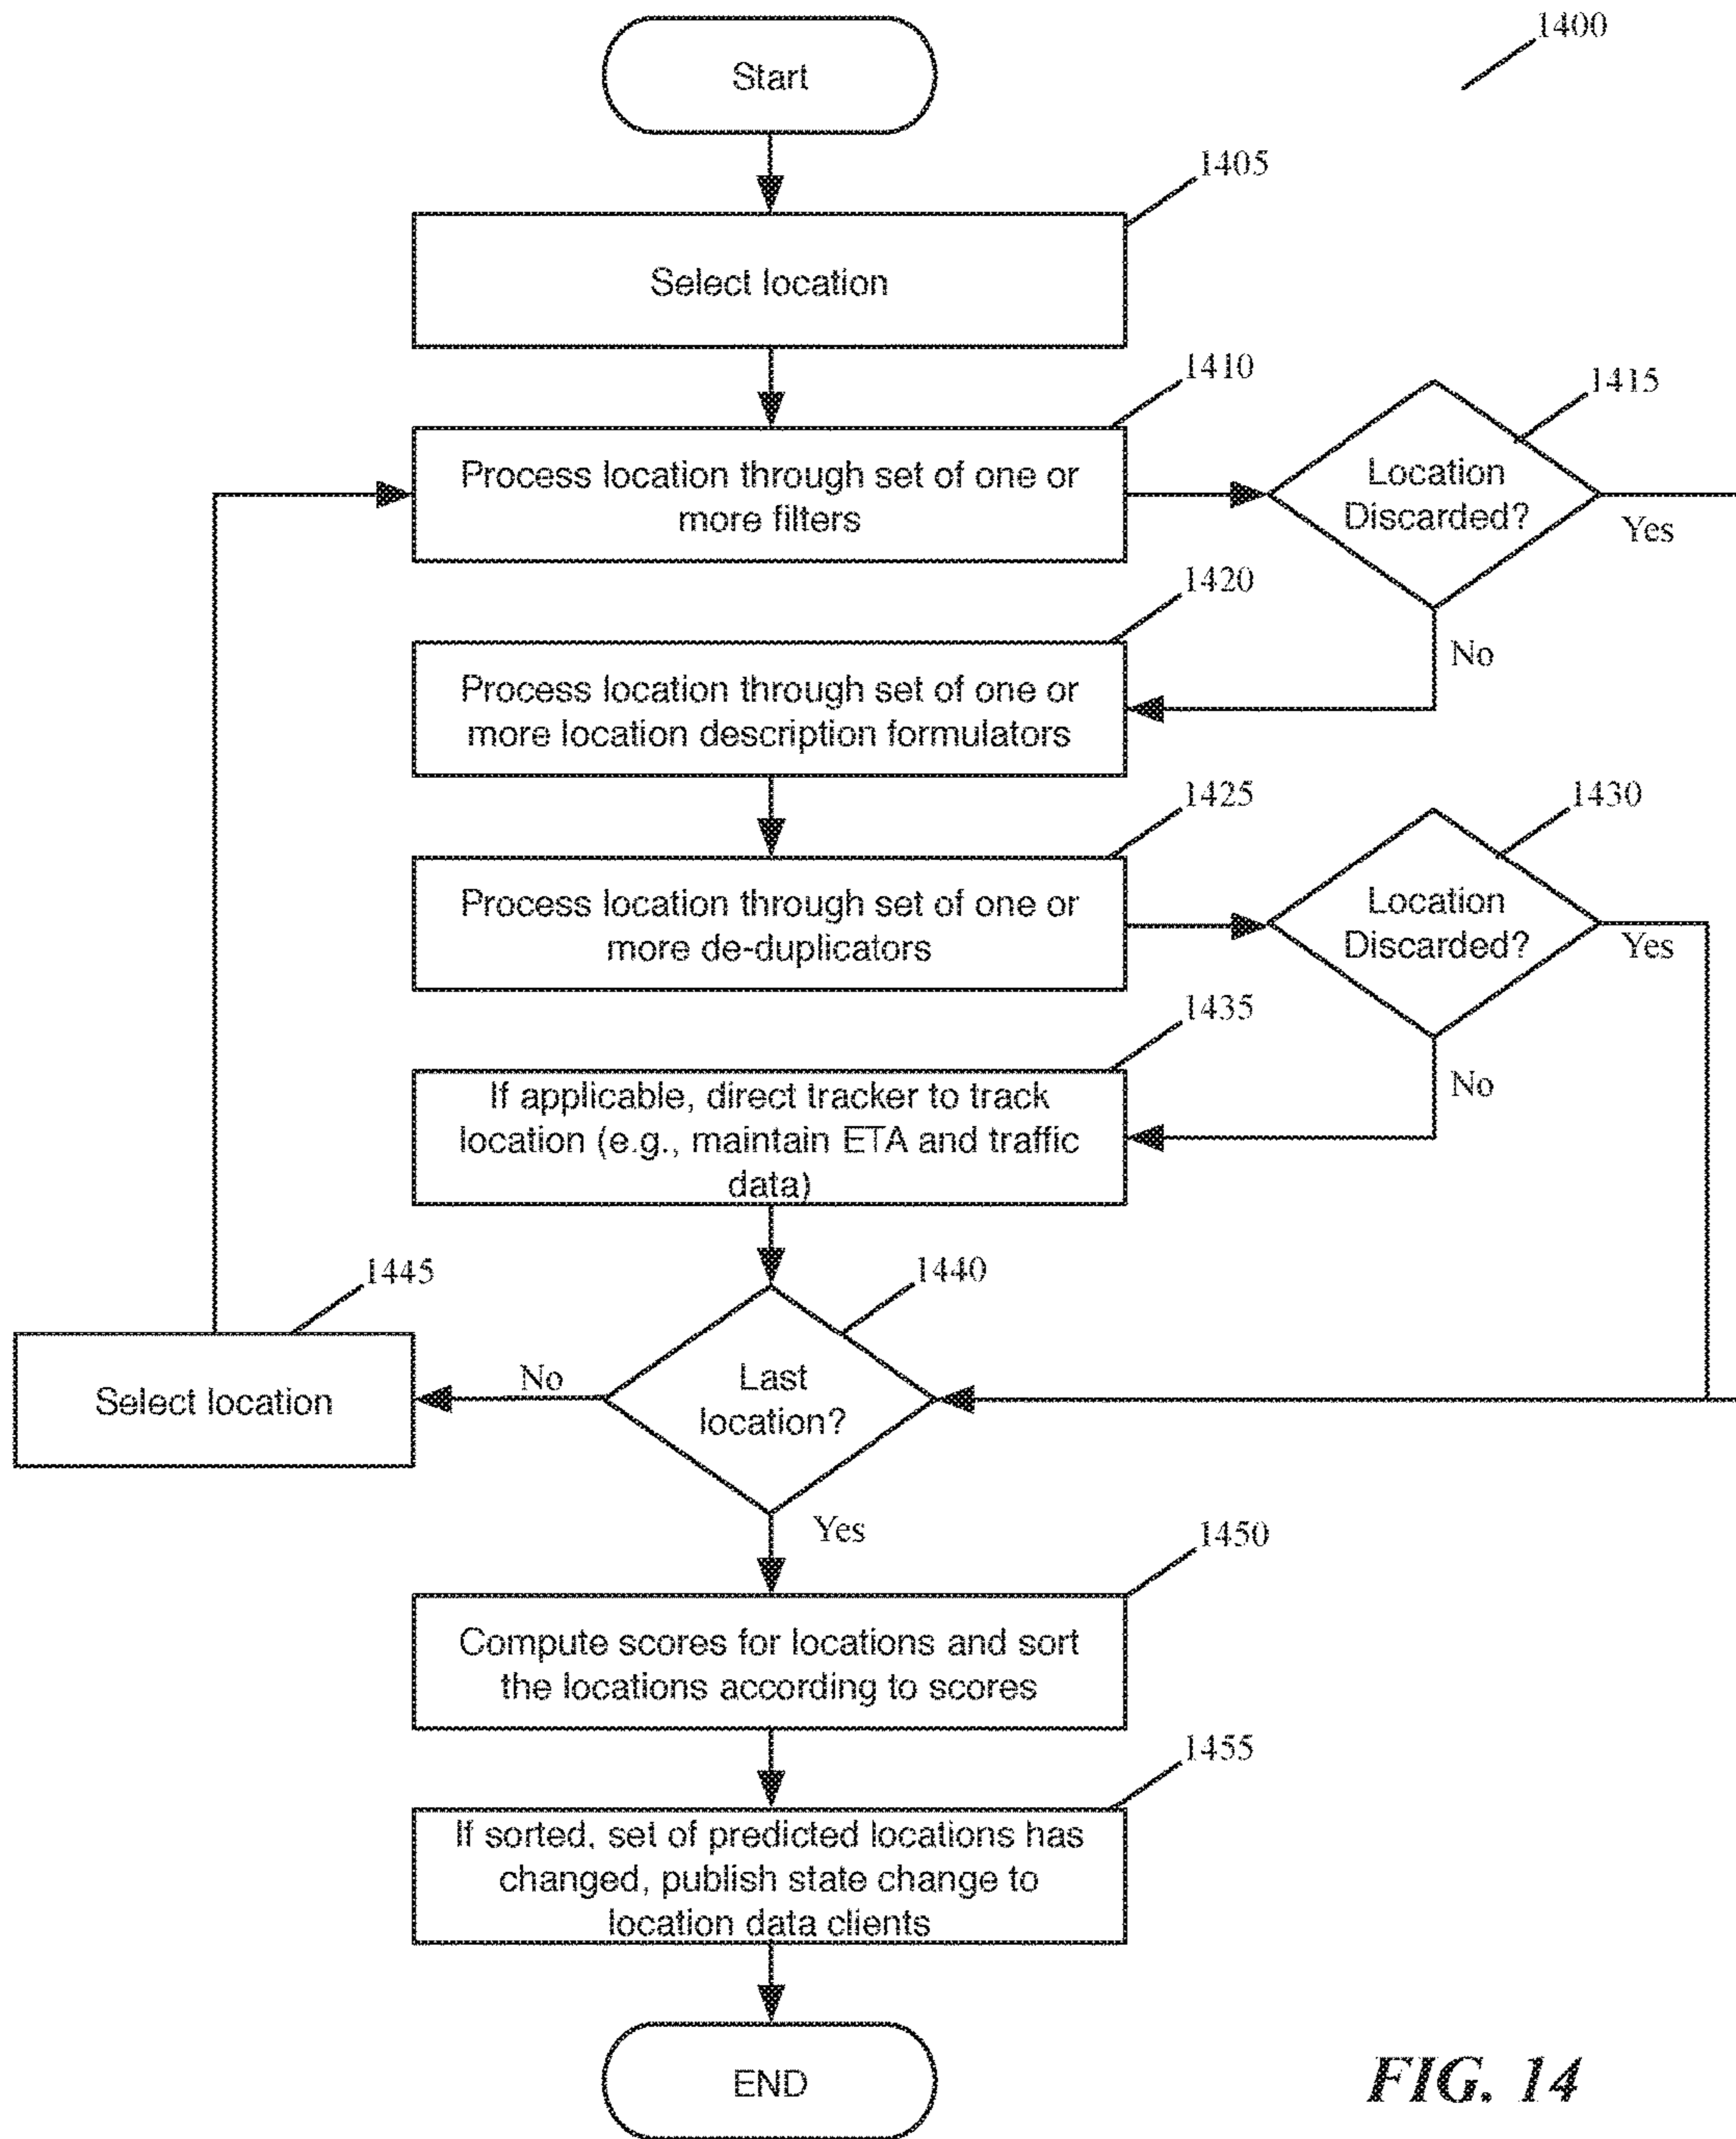 1400
Start
1405
Select location
1410
Process location through set of one or
more filters
1415
Location
Discarded?
Yes
No
1420
Process location through set of one or
more location description formulators
1425
Process location through set of one or
more de-duplicators
1430
Location
Discarded?
Yes
No
1435
If applicable, direct tracker to track
location (e.g., maintain ETA and traffic
data)
1440
Last
location?
No
1445
Select location
Yes
1450
Compute scores for locations and sort
the locations according to scores
1455
If sorted, set of predicted locations has
changed, publish state change to
location data clients
END
FIG. 14